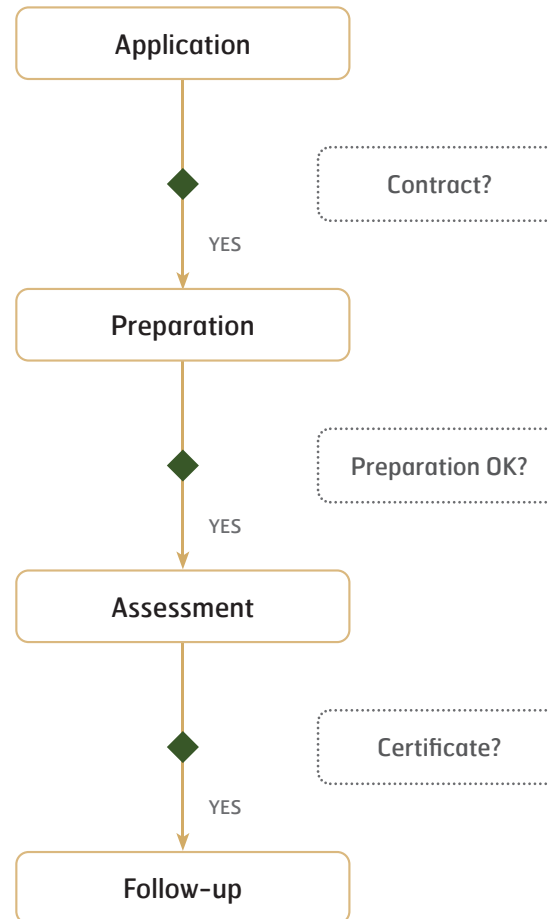 Application
Contract?
YES
Preparation
Preparation OK?
YES
Assessment
Certificate?
YES
Follow-up